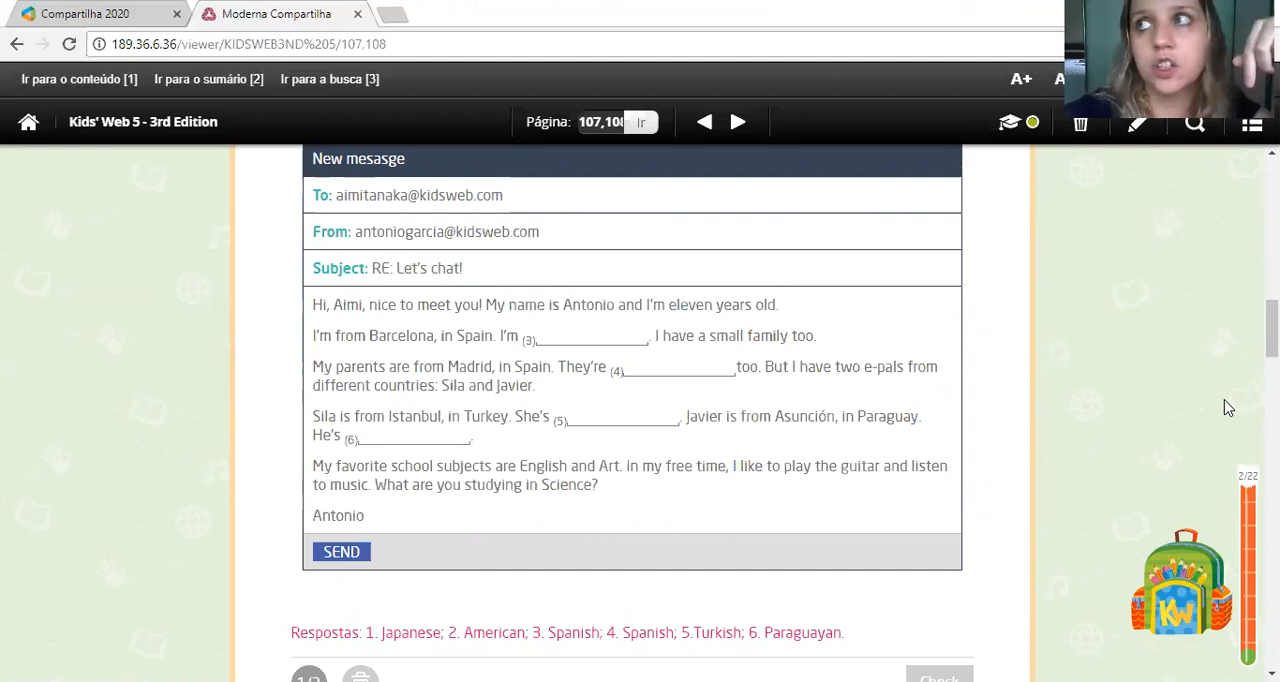 Compartilha 2020
Moderna Compartilha
189.36.6.36/viewer/KIDSWEB3ND%205/107.108
Ir para o conteúdo [1] Ir para o sumário [2] Ir para a busca [3] A+
Kids' Web 5 - 3rd Edition Página: 107,108 Ir
New mesasge
To: aimitanaka@kidsweb.com
From: antoniogarcia@kidsweb.com
Subject: RE: Let's chat!
Hi, Aimi, nice to meet you! My name is Antonio and I'm eleven years old.
I'm from Barcelona, in Spain. I'm (3)____________. I have a small family too.
My parents are from Madrid, in Spain. They're (4)____________too. But I have two e-pals from
different countries: Sila and Javier.
Sila is from Istanbul, in Turkey. She's (5)____________. Javier is from Asunción, in Paraguay.
He's (6)____________.
My favorite school subjects are English and Art. In my free time, I like to play the guitar and listen
to music. What are you studying in Science?
Antonio
SEND
2/22
KW
Respostas: 1. Japanese; 2. American; 3. Spanish; 4. Spanish; 5.Turkish; 6. Paraguayan.
Check